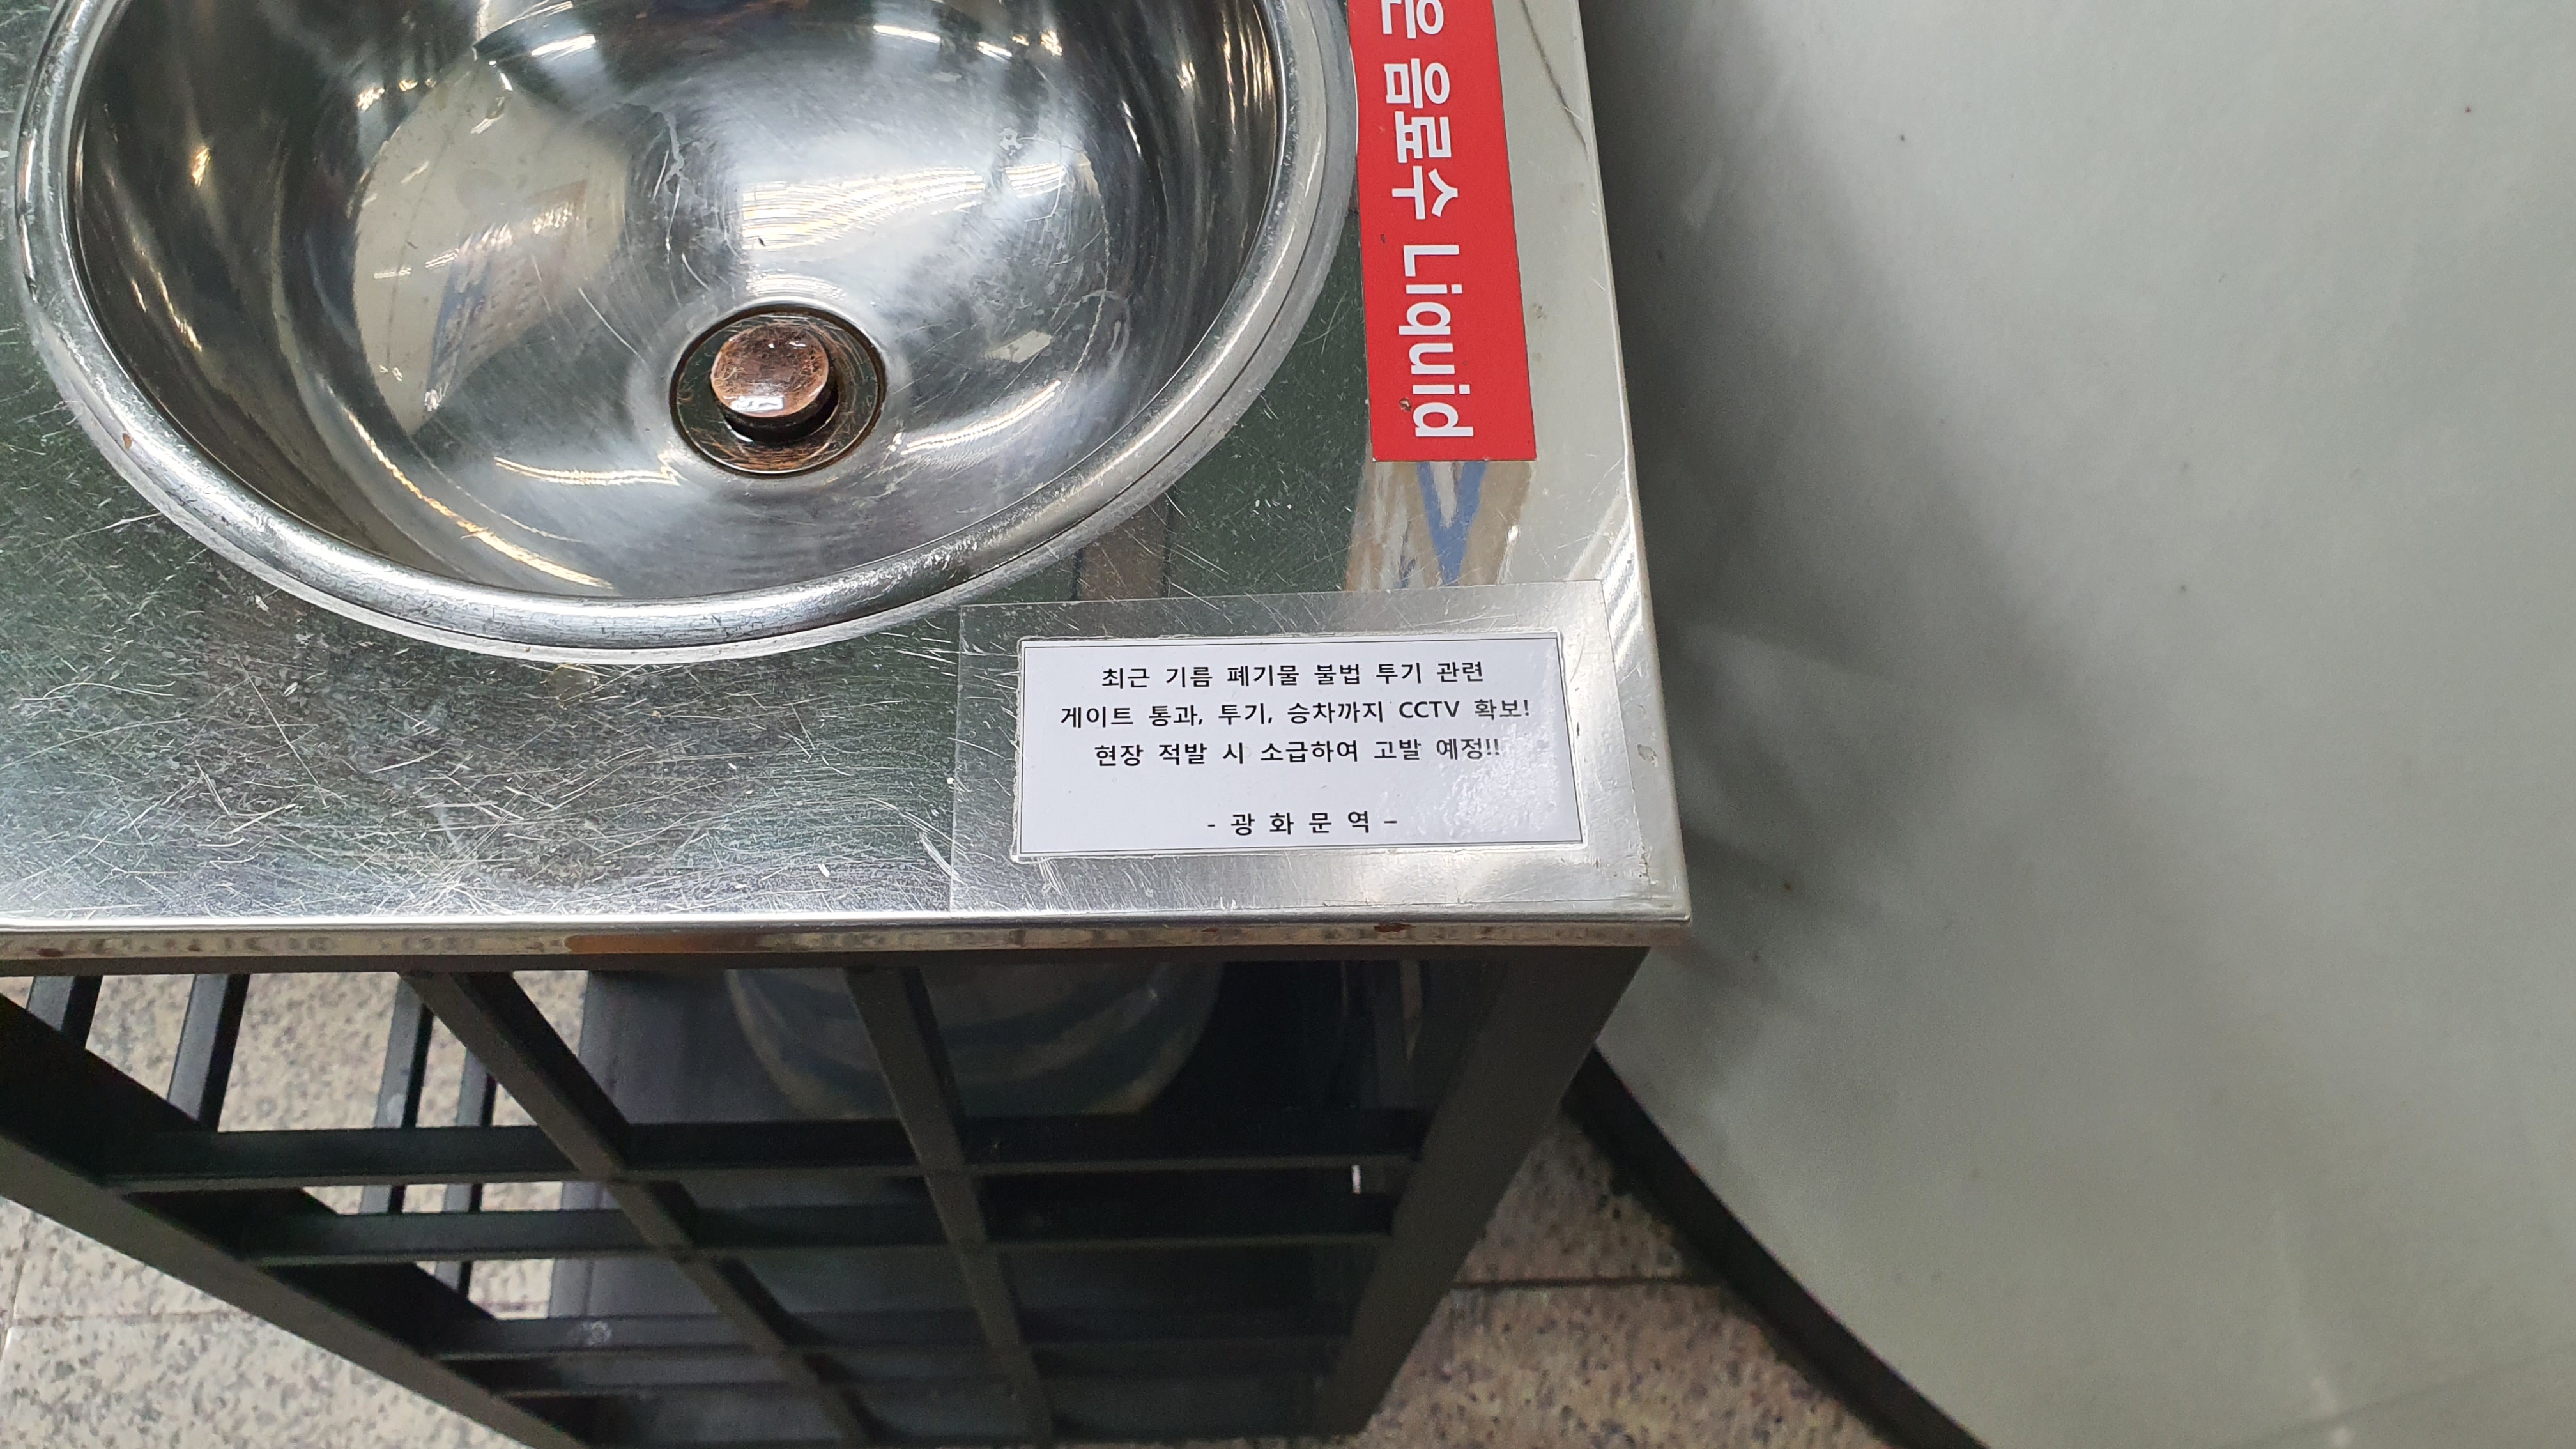 음료수 Liquid
최근 기름 폐기물 불법 투기 관련
게이트 통과, 투기, 승차까지 CCTV 확보!
현장 적발 시 소급하여 고발 예정!!
- 광 화 문 역 -